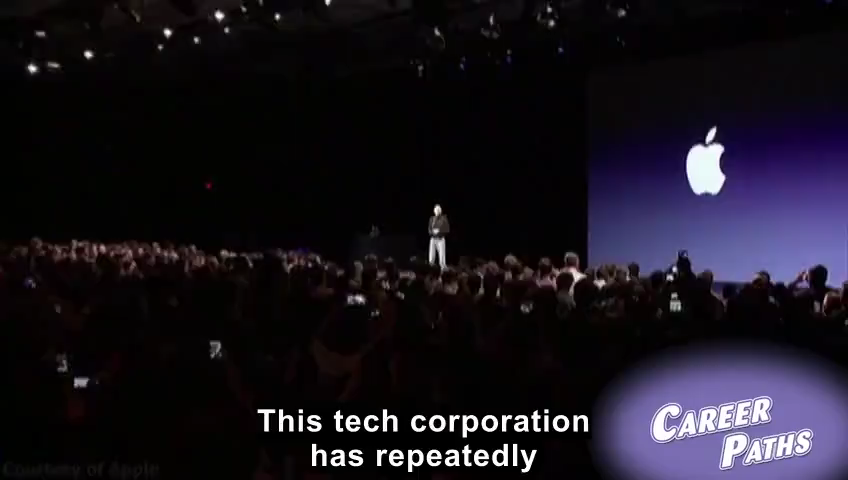 This tech corporation
has repeatedly
CAREER
PATHS
Courtesy of Apple